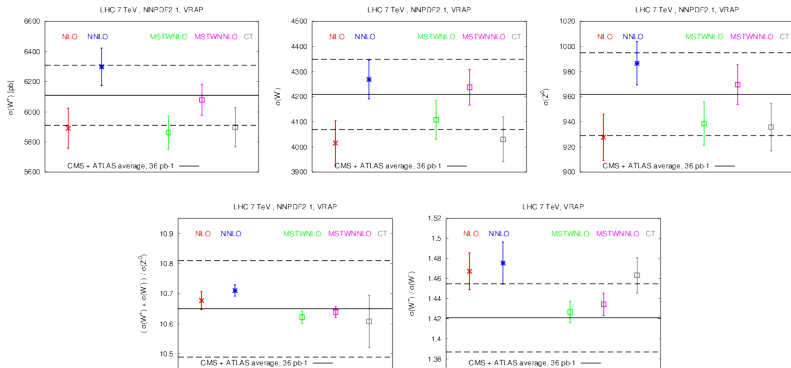 LHC 7 TeV , NNPDF2.1, VRAP
6600
6400
6200
6000
5800
5600
σ(W⁺) [pb]
NLO
NNLO
MSTWNLO
MSTWNNLO
CT
CMS + ATLAS average, 36 pb-1
LHC 7 TeV , NNPDF2.1, VRAP
4500
4400
4300
4200
4100
4000
3900
σ(W⁻)
NLO
NNLO
MSTWNLO
MSTWNNLO
CT
CMS + ATLAS average, 36 pb-1
LHC 7 TeV , NNPDF2.1, VRAP
1020
1000
980
960
940
920
900
σ(Z⁰)
NLO
NNLO
MSTWNLO
MSTWNNLO
CT
CMS + ATLAS average, 36 pb-1
LHC 7 TeV , NNPDF2.1, VRAP
10.9
10.8
10.7
10.6
10.5
( σ(W⁺) + σ(W⁻) ) / σ(Z⁰)
NLO
NNLO
MSTWNLO
MSTWNNLO
CT
CMS + ATLAS average, 36 pb-1
LHC 7 TeV, VRAP
1.52
1.5
1.48
1.46
1.44
1.42
1.4
1.38
σ(W⁺) / σ(W⁻)
NLO
NNLO
MSTWNLO
MSTWNNLO
CT
CMS + ATLAS average, 36 pb-1